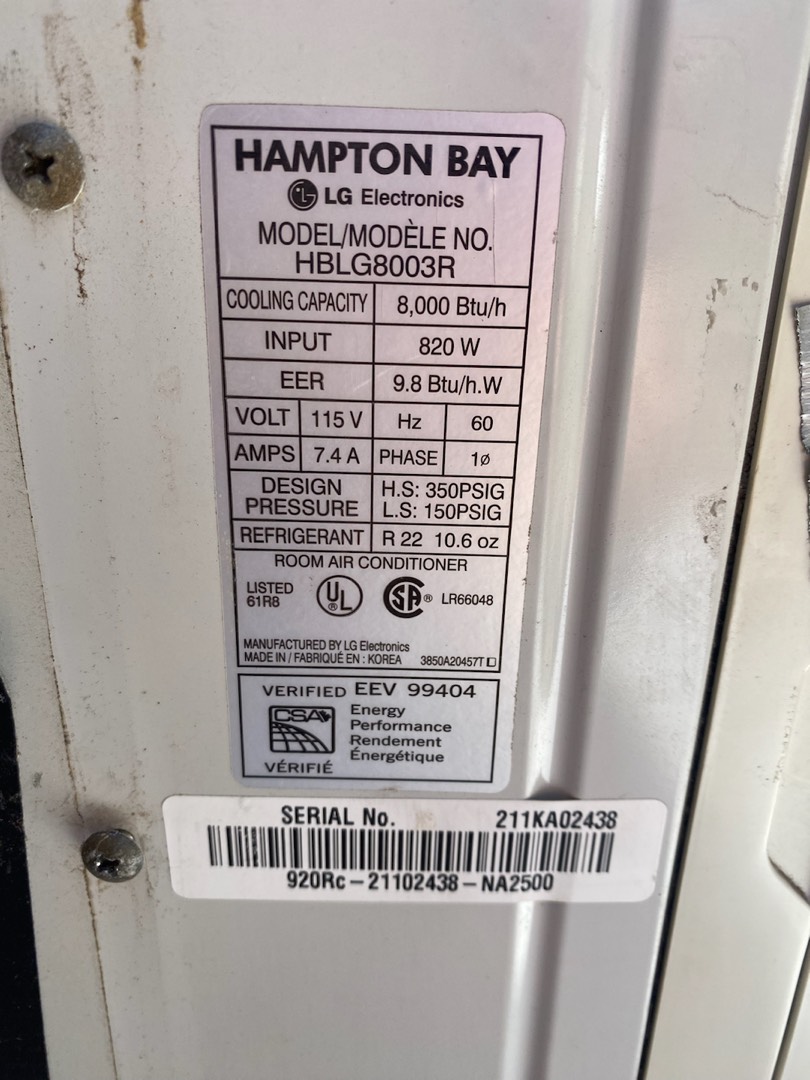 HAMPTON BAY
LG Electronics
MODEL/MODÈLE NO.
HBLG8003R
COOLING CAPACITY 8,000 Btu/h
INPUT 820 W
EER 9.8 Btu/h.W
VOLT 115 V Hz 60
AMPS 7.4 A PHASE 1ø
DESIGN PRESSURE H.S: 350PSIG
L.S: 150PSIG
REFRIGERANT R 22 10.6 oz
ROOM AIR CONDITIONER
LISTED
61R8
UL ® SA ® LR66048
MANUFACTURED BY LG Electronics
MADE IN / FABRIQUÉ EN : KOREA 3850A20457T
VERIFIED EEV 99404
CSA Energy
Performance
Rendement
Énergétique
VÉRIFIÉ
SERIAL No. 211KA02438
920Rc-21102438-NA2500